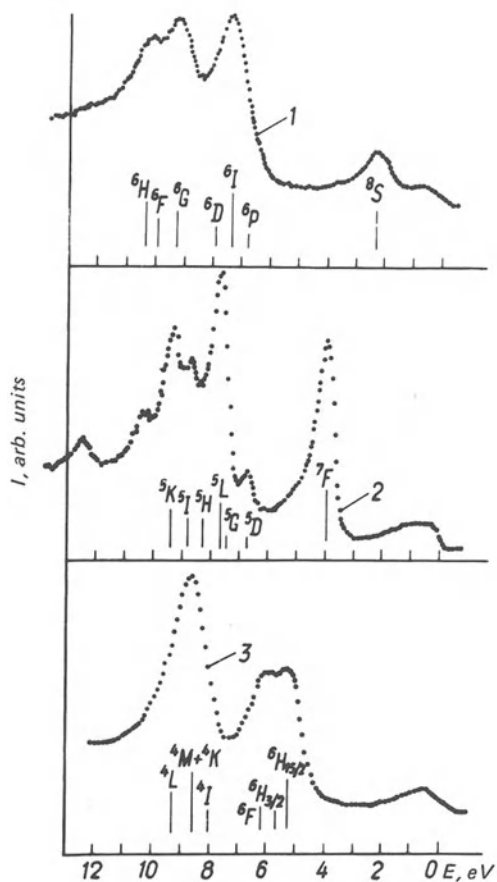 1
⁶H ⁶F ⁶G ⁶D ⁶I ⁶P ⁸S
I, arb. units
⁵K ⁵I ⁵H ⁵L ⁵G ⁵D ⁷F
2
3
⁴L ⁴M+⁴K ⁴I ⁶F ⁶H₃/₂ ⁶H₁₅/₂
12 10 8 6 4 2 0 E, eV